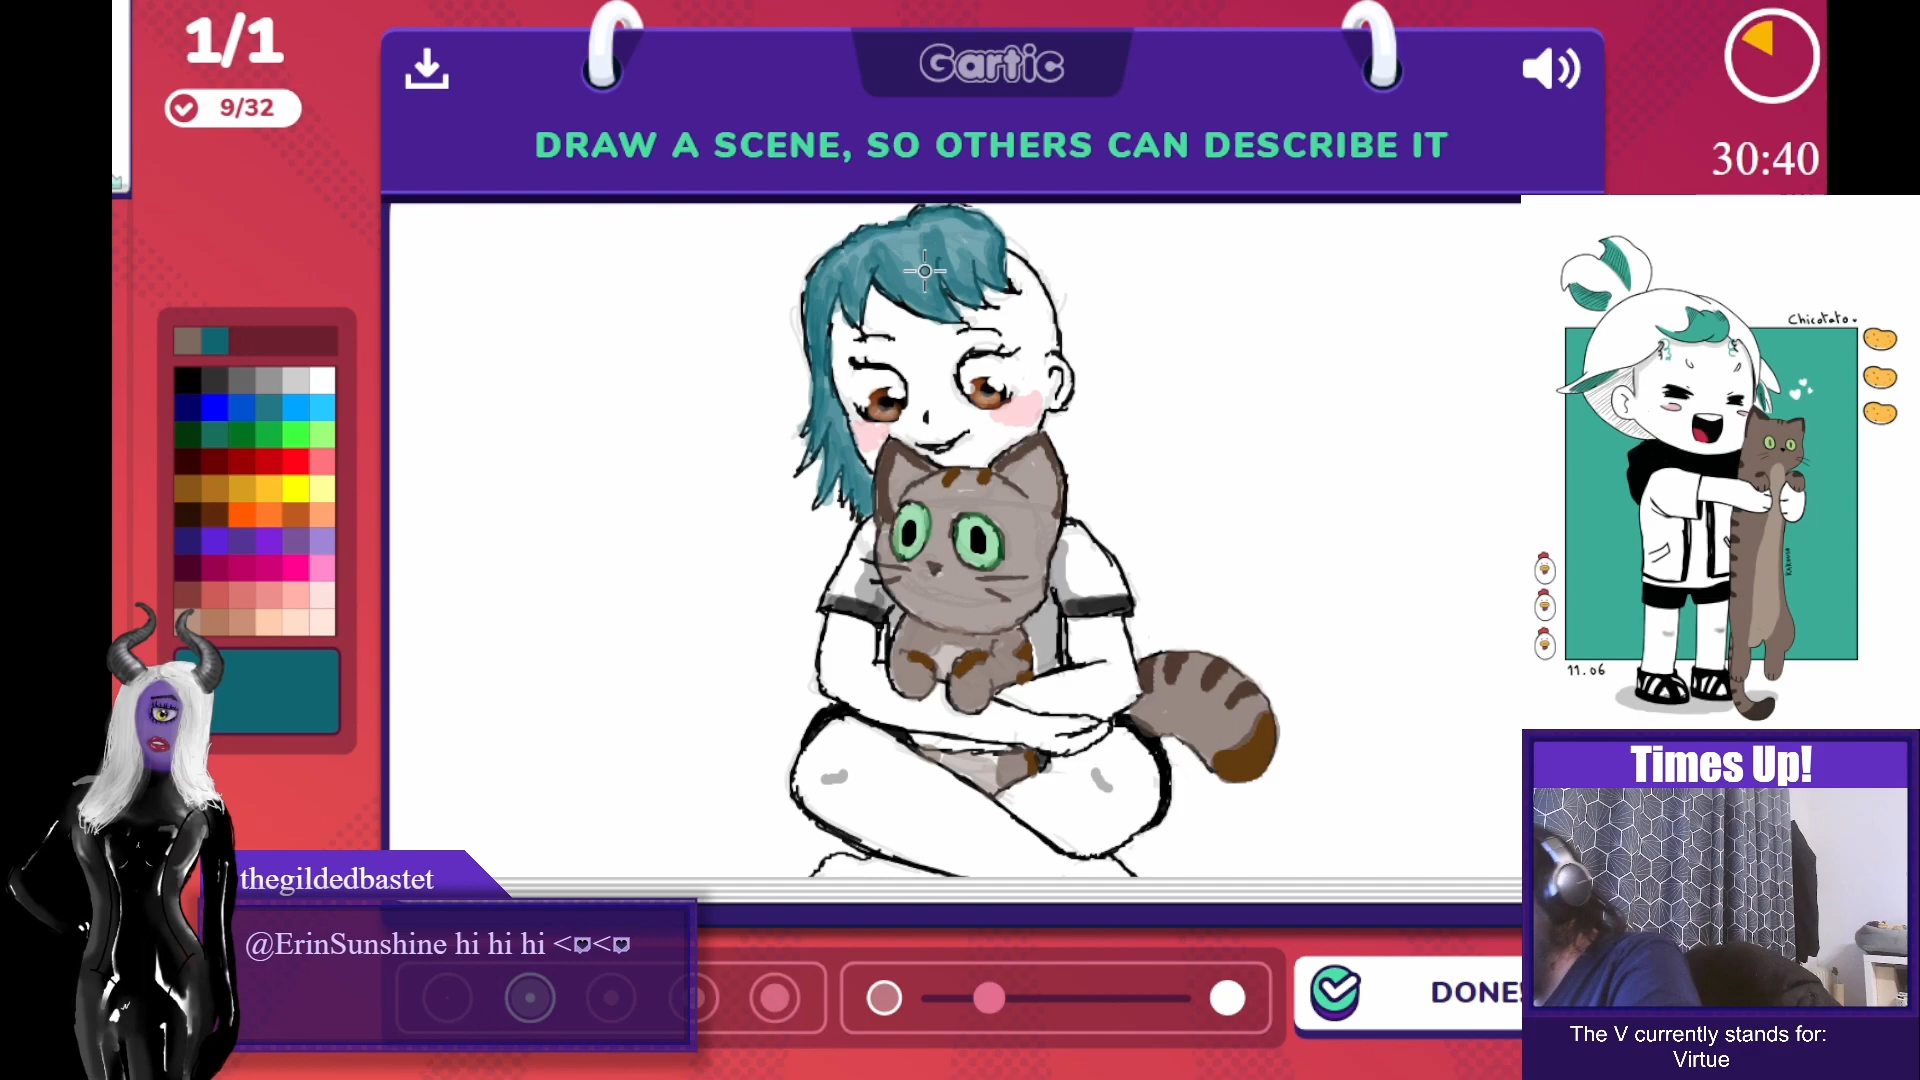 1/1
9/32
Gartic
DRAW A SCENE, SO OTHERS CAN DESCRIBE IT
30:40
Chicotato.
11.06
Times Up!
thegildedbastet
@ErinSunshine hi hi hi <
DONE
The V currently stands for:
Virtue